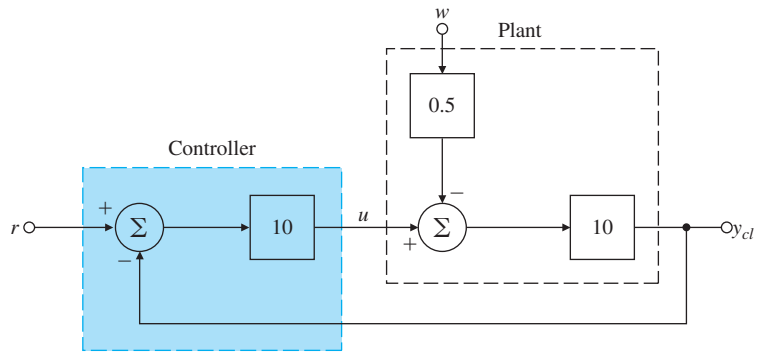 w
Plant
0.5
Controller
−
r
+
Σ
10
u
+
Σ
10
y_cl
−